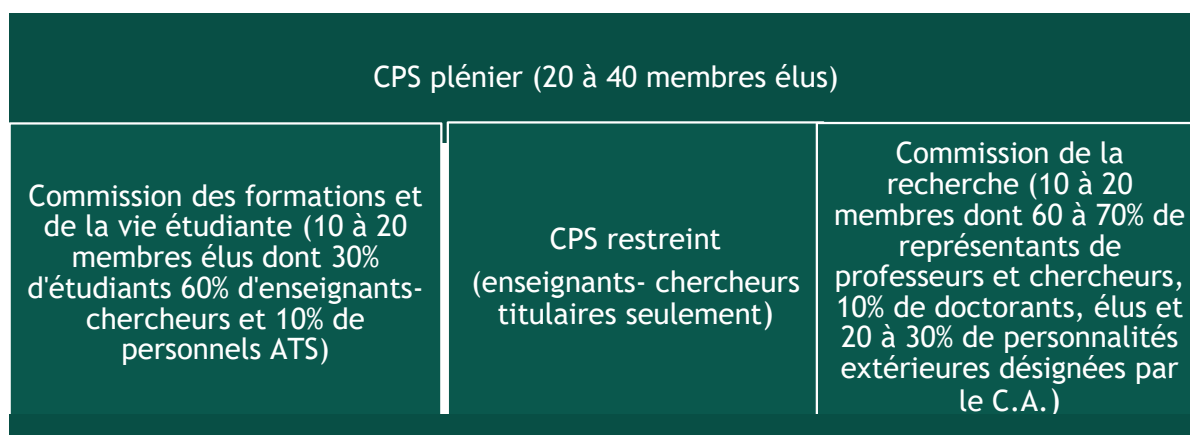 CPS plénier (20 à 40 membres élus)
Commission des formations et
de la vie étudiante (10 à 20
membres élus dont 30%
d'étudiants 60% d'enseignants-
chercheurs et 10% de
personnels ATS)
CPS restreint
(enseignants- chercheurs
titulaires seulement)
Commission de la
recherche (10 à 20
membres dont 60 à 70% de
représentants de
professeurs et chercheurs,
10% de doctorants, élus et
20 à 30% de personnalités
extérieures désignées par
le C.A.)